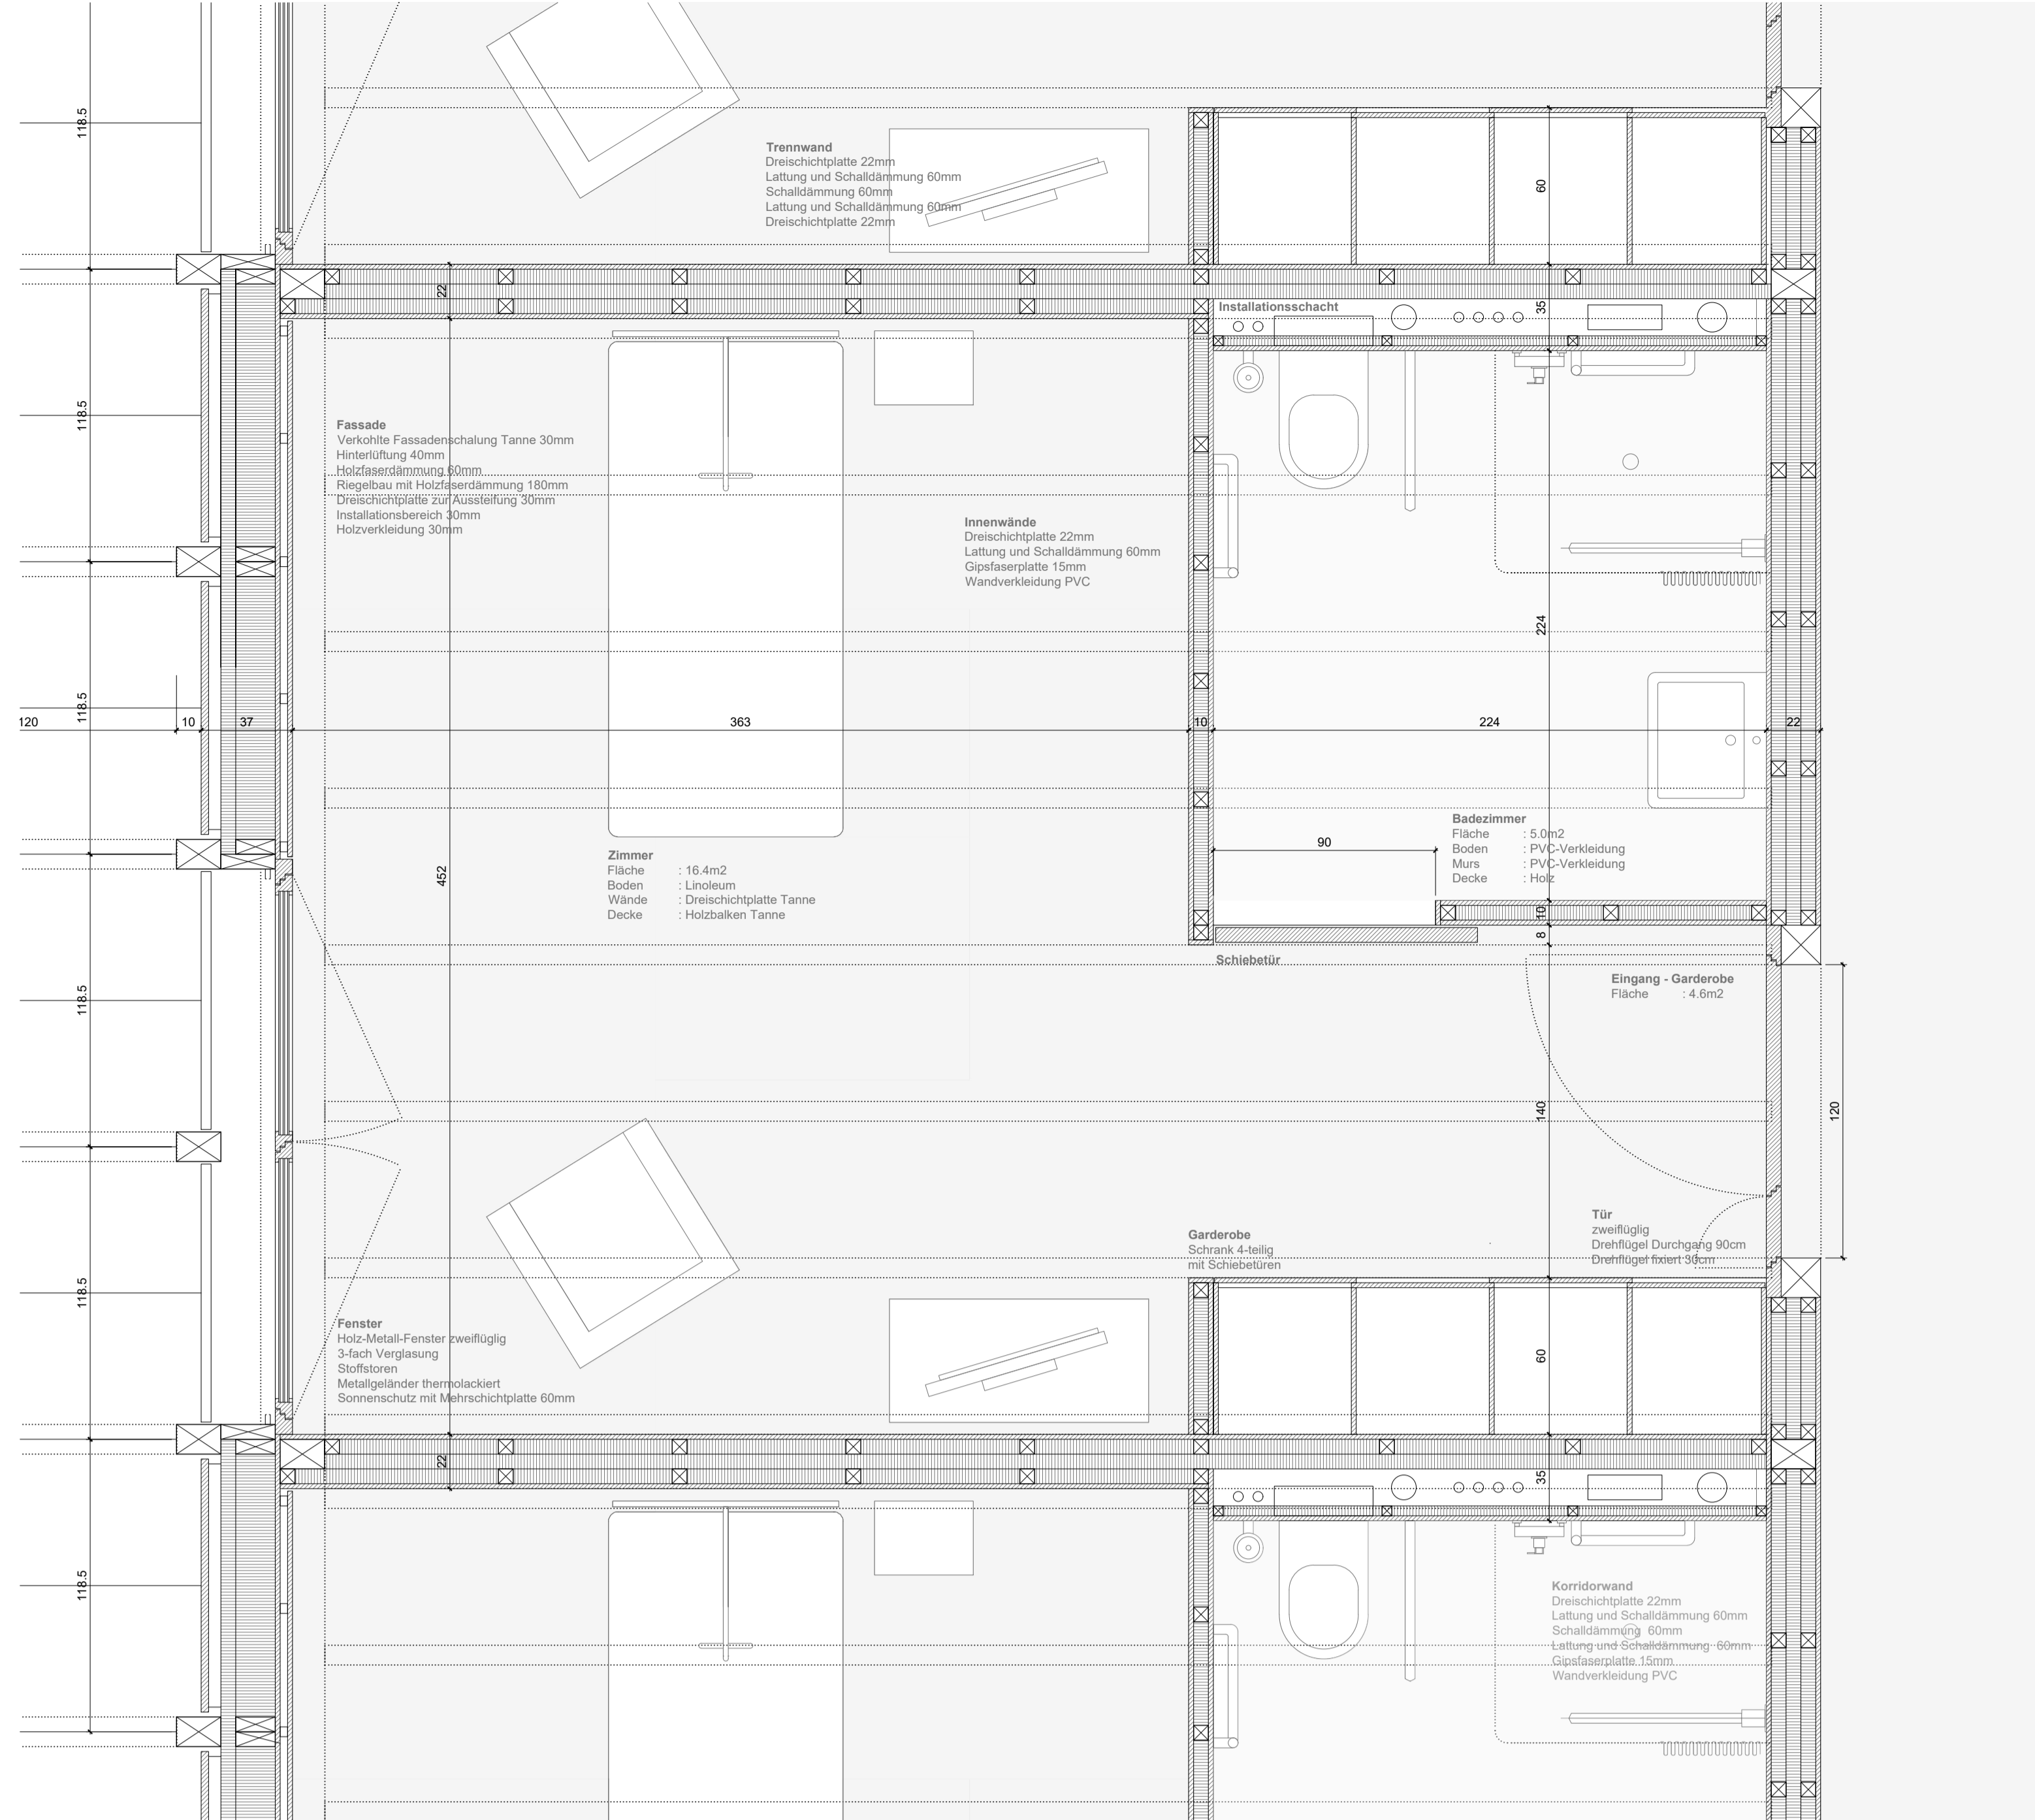 118.5
Trennwand
Dreischichtplatte 22mm
Lattung und Schalldämmung 60mm
Schalldämmung 60mm
Lattung und Schalldämmung 60mm
Dreischichtplatte 22mm
60
22
Installationsschacht
35
118.5
Fassade
Verkohlte Fassadenschalung Tanne 30mm
Hinterlüftung 40mm
Holzfaserdämmung 60mm
Riegelbau mit Holzfaserdämmung 180mm
Dreischichtplatte zur Aussteifung 30mm
Installationsbereich 30mm
Holzverkleidung 30mm
Innenwände
Dreischichtplatte 22mm
Lattung und Schalldämmung 60mm
Gipsfaserplatte 15mm
Wandverkleidung PVC
224
118.5
120 10 37 363 10 224 22
90
Badezimmer
Fläche : 5.0m2
Boden : PVC-Verkleidung
Murs : PVC-Verkleidung
Decke : Holz
452
Zimmer
Fläche : 16.4m2
Boden : Linoleum
Wände : Dreischichtplatte Tanne
Decke : Holzbalken Tanne
10
8
Schiebetür
Eingang - Garderobe
Fläche : 4.6m2
118.5
140
120
Tür
zweiflüglig
Drehflügel Durchgang 90cm
Drehflügel fixiert 30cm
Garderobe
Schrank 4-teilig
mit Schiebetüren
118.5
Fenster
Holz-Metall-Fenster zweiflüglig
3-fach Verglasung
Stoffstoren
Metallgeländer thermolackiert
Sonnenschutz mit Mehrschichtplatte 60mm
60
22
35
118.5
Korridorwand
Dreischichtplatte 22mm
Lattung und Schalldämmung 60mm
Schalldämmung 60mm
Lattung und Schalldämmung 60mm
Gipsfaserplatte 15mm
Wandverkleidung PVC